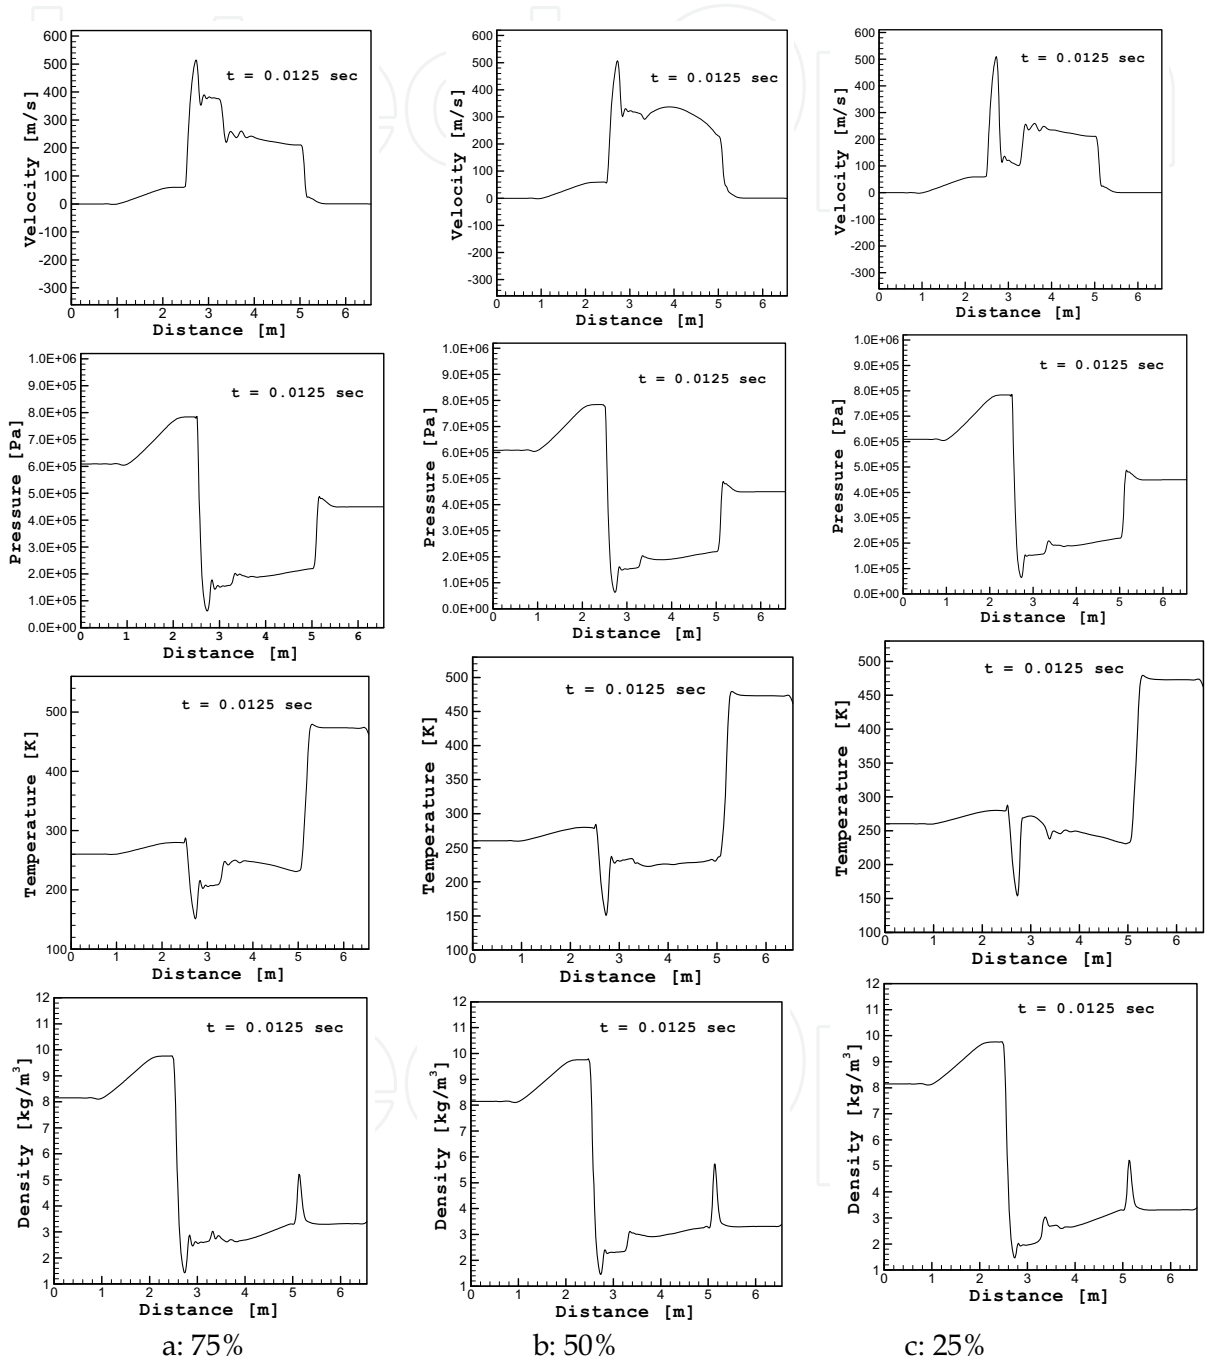 600
500
400
300
200
100
0
-100
-200
-300
Velocity [m/s]
t = 0.0125 sec
0 1 2 3 4 5 6
Distance [m]
600
500
400
300
200
100
0
-100
-200
-300
Velocity [m/s]
t = 0.0125 sec
0 1 2 3 4 5 6
Distance [m]
600
500
400
300
200
100
0
-100
-200
-300
Velocity [m/s]
t = 0.0125 sec
0 1 2 3 4 5 6
Distance [m]
1.0E+06
9.0E+05
8.0E+05
7.0E+05
6.0E+05
5.0E+05
4.0E+05
3.0E+05
2.0E+05
1.0E+05
0.0E+00
Pressure [Pa]
t = 0.0125 sec
0 1 2 3 4 5 6
Distance [m]
1.0E+06
9.0E+05
8.0E+05
7.0E+05
6.0E+05
5.0E+05
4.0E+05
3.0E+05
2.0E+05
1.0E+05
0.0E+00
Pressure [Pa]
t = 0.0125 sec
0 1 2 3 4 5 6
Distance [m]
1.0E+06
9.0E+05
8.0E+05
7.0E+05
6.0E+05
5.0E+05
4.0E+05
3.0E+05
2.0E+05
1.0E+05
0.0E+00
Pressure [Pa]
t = 0.0125 sec
0 1 2 3 4 5 6
Distance [m]
500
400
300
200
100
Temperature [K]
t = 0.0125 sec
0 1 2 3 4 5 6
Distance [m]
500
450
400
350
300
250
200
150
100
Temperature [K]
t = 0.0125 sec
0 1 2 3 4 5 6
Distance [m]
500
450
400
350
300
250
200
150
100
Temperature [K]
t = 0.0125 sec
0 1 2 3 4 5 6
Distance [m]
12
11
10
9
8
7
6
5
4
3
2
1
Density [kg/m³]
t = 0.0125 sec
0 1 2 3 4 5 6
Distance [m]
12
11
10
9
8
7
6
5
4
3
2
1
Density [kg/m³]
t = 0.0125 sec
0 1 2 3 4 5 6
Distance [m]
12
11
10
9
8
7
6
5
4
3
2
1
Density [kg/m³]
t = 0.0125 sec
0 1 2 3 4 5 6
Distance [m]
a: 75%
b: 50%
c: 25%